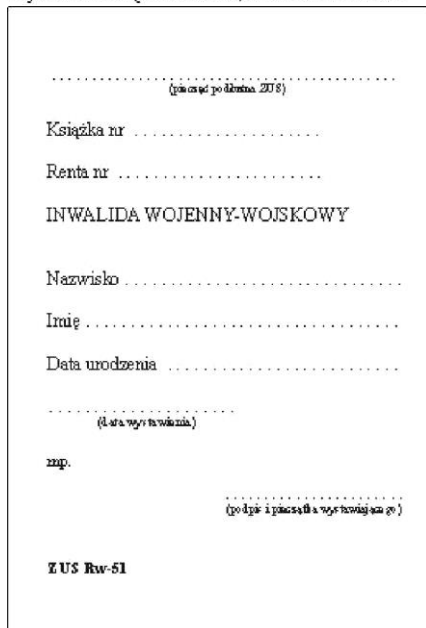 . . . . . . . . . . . . . . . . . . . . . . . . . . . . . . . . . . . .
(pieczęć podłużna ZUS)
Książka nr . . . . . . . . . . . . . . . . . . . .
Renta nr . . . . . . . . . . . . . . . . . . . . . .
INWALIDA WOJENNY-WOJSKOWY
Nazwisko . . . . . . . . . . . . . . . . . . . . . . . . . . . . . .
Imię . . . . . . . . . . . . . . . . . . . . . . . . . . . . . . . . . .
Data urodzenia . . . . . . . . . . . . . . . . . . . . . . . . .
. . . . . . . . . . . . . . . . . . . .
(data wystawienia)
mp.
. . . . . . . . . . . . . . . . . . . . . . .
(podpis i pieczątka wystawiającego)
ZUS Rw-51